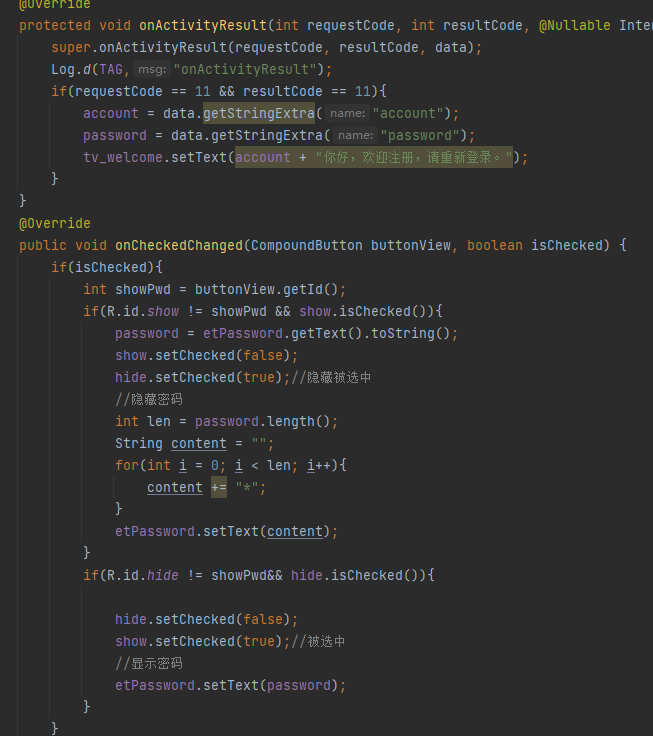 @Override
protected void onActivityResult(int requestCode, int resultCode, @Nullable Inter
super.onActivityResult(requestCode, resultCode, data);
Log.d(TAG, msg: "onActivityResult");
if(requestCode == 11 && resultCode == 11){
account = data.getStringExtra( name: "account");
password = data.getStringExtra( name: "password");
tv_welcome.setText(account + "你好，欢迎注册，请重新登录。");
}
}
@Override
public void onCheckedChanged(CompoundButton buttonView, boolean isChecked) {
if(isChecked){
int showPwd = buttonView.getId();
if(R.id.show != showPwd && show.isChecked()){
password = etPassword.getText().toString();
show.setChecked(false);
hide.setChecked(true);//隐藏被选中
//隐藏密码
int len = password.length();
String content = "";
for(int i = 0; i < len; i++){
content += "*";
}
etPassword.setText(content);
}
if(R.id.hide != showPwd&& hide.isChecked()){
hide.setChecked(false);
show.setChecked(true);//被选中
//显示密码
etPassword.setText(password);
}
}